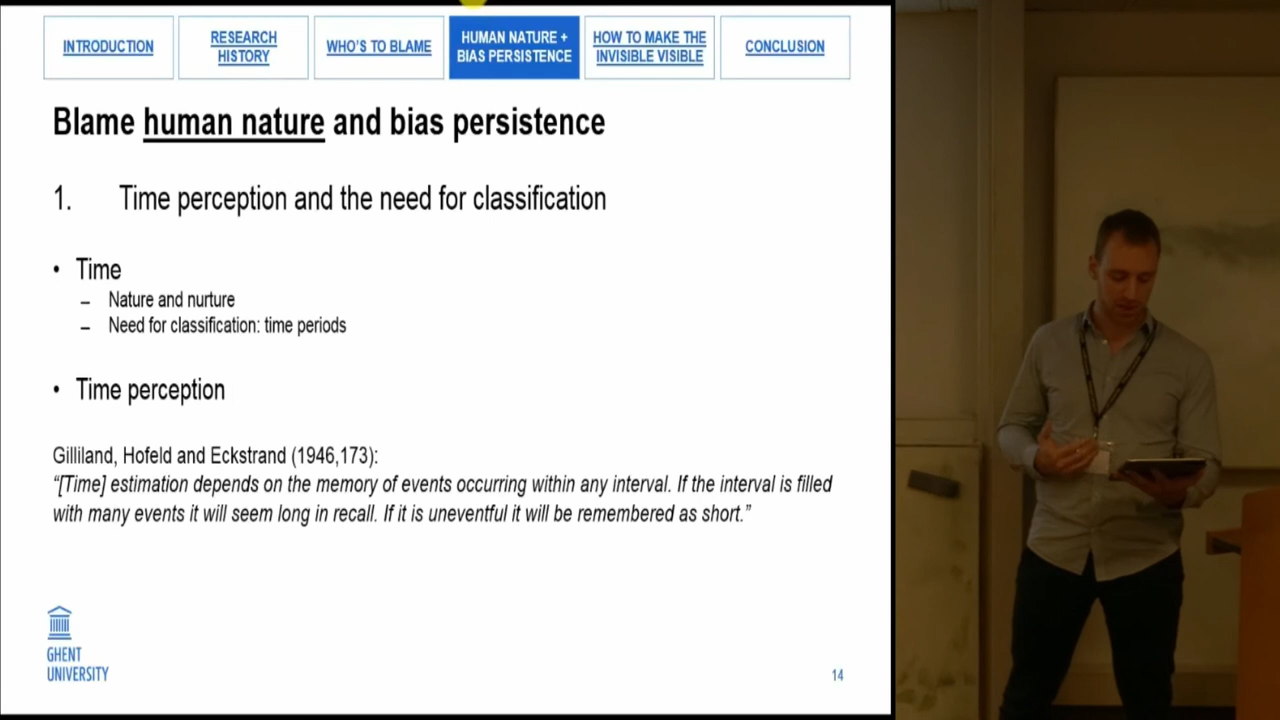 INTRODUCTION
RESEARCH
HISTORY
WHO'S TO BLAME
HUMAN NATURE +
BIAS PERSISTENCE
HOW TO MAKE THE
INVISIBLE VISIBLE
CONCLUSION
Blame human nature and bias persistence
1. Time perception and the need for classification
• Time
– Nature and nurture
– Need for classification: time periods
• Time perception
Gilliland, Hofeld and Eckstrand (1946,173):
“[Time] estimation depends on the memory of events occurring within any interval. If the interval is filled
with many events it will seem long in recall. If it is uneventful it will be remembered as short.”
GHENT
UNIVERSITY
14